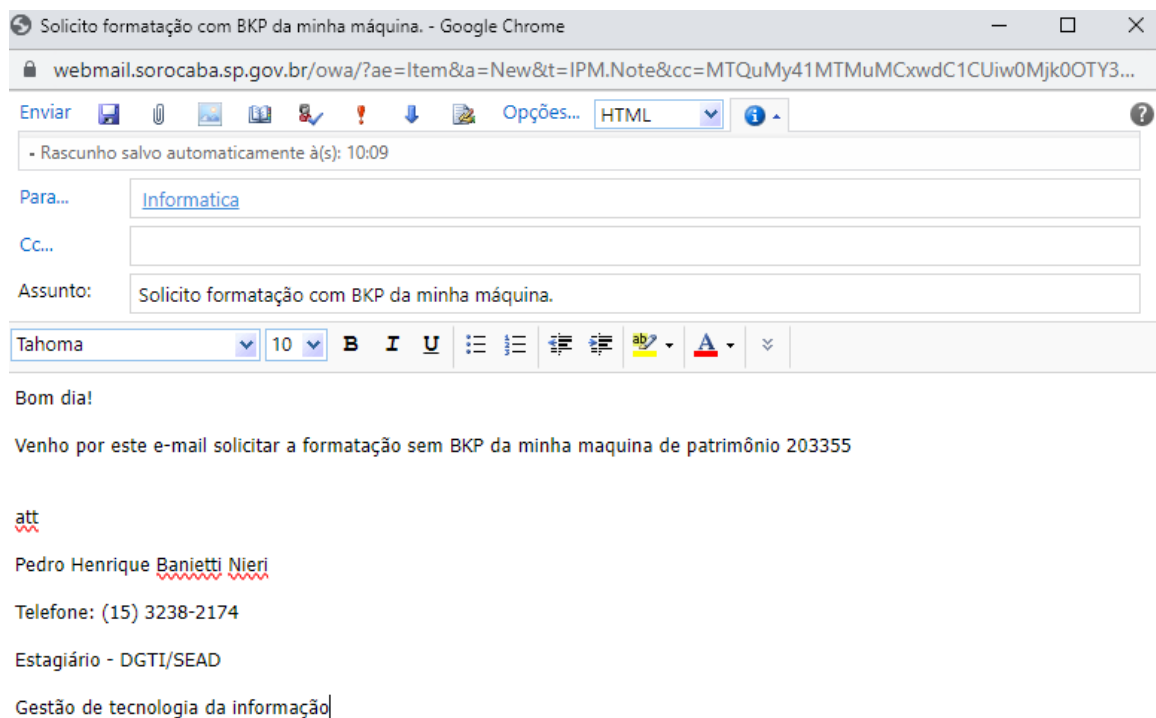 Solicito formatação com BKP da minha máquina. - Google Chrome
webmail.sorocaba.sp.gov.br/owa/?ae=Item&a=New&t=IPM.Note&cc=MTQuMy41MTMuMCxwdC1CUiw0Mjk0OTY3...
Enviar Opções... HTML
- Rascunho salvo automaticamente à(s): 10:09
Para... Informatica
Cc...
Assunto: Solicito formatação com BKP da minha máquina.
Tahoma 10 B I U ab A
Bom dia!
Venho por este e-mail solicitar a formatação sem BKP da minha maquina de patrimônio 203355
att
Pedro Henrique Banietti Nieri
Telefone: (15) 3238-2174
Estagiário - DGTI/SEAD
Gestão de tecnologia da informação